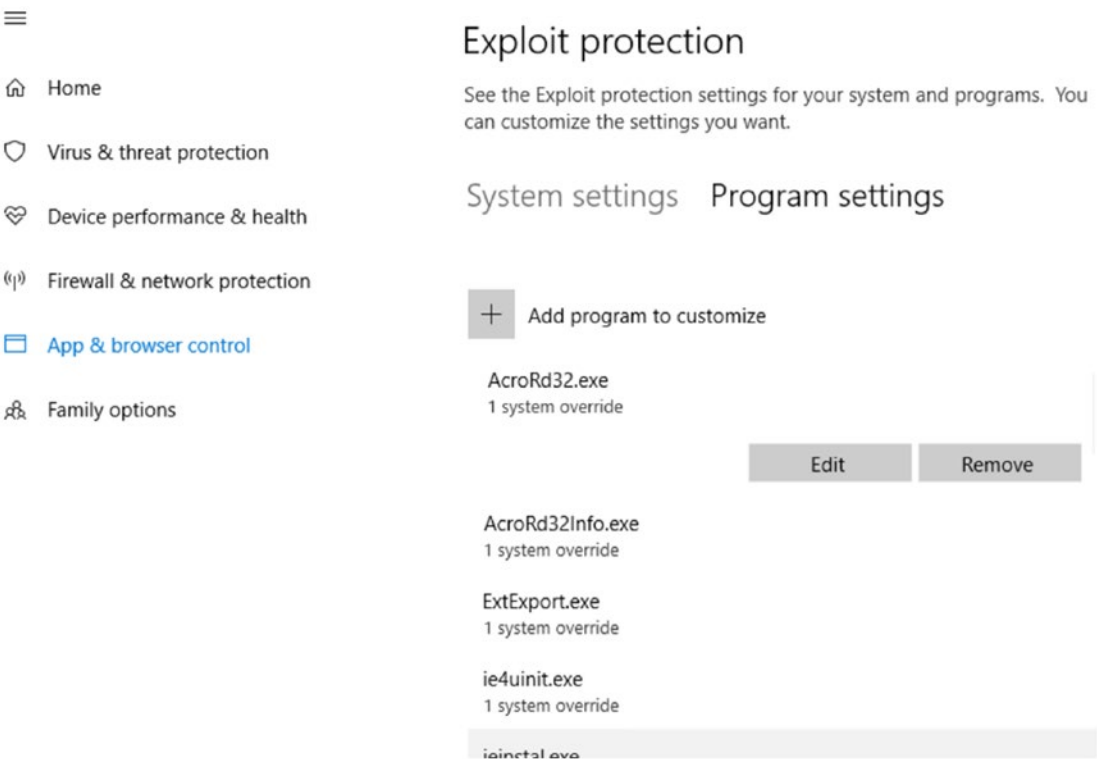 Home
Virus & threat protection
Device performance & health
Firewall & network protection
App & browser control
Family options
Exploit protection
See the Exploit protection settings for your system and programs. You
can customize the settings you want.
System settings Program settings
Add program to customize
AcroRd32.exe
1 system override
Edit Remove
AcroRd32Info.exe
1 system override
ExtExport.exe
1 system override
ie4uinit.exe
1 system override
ieinstal.exe